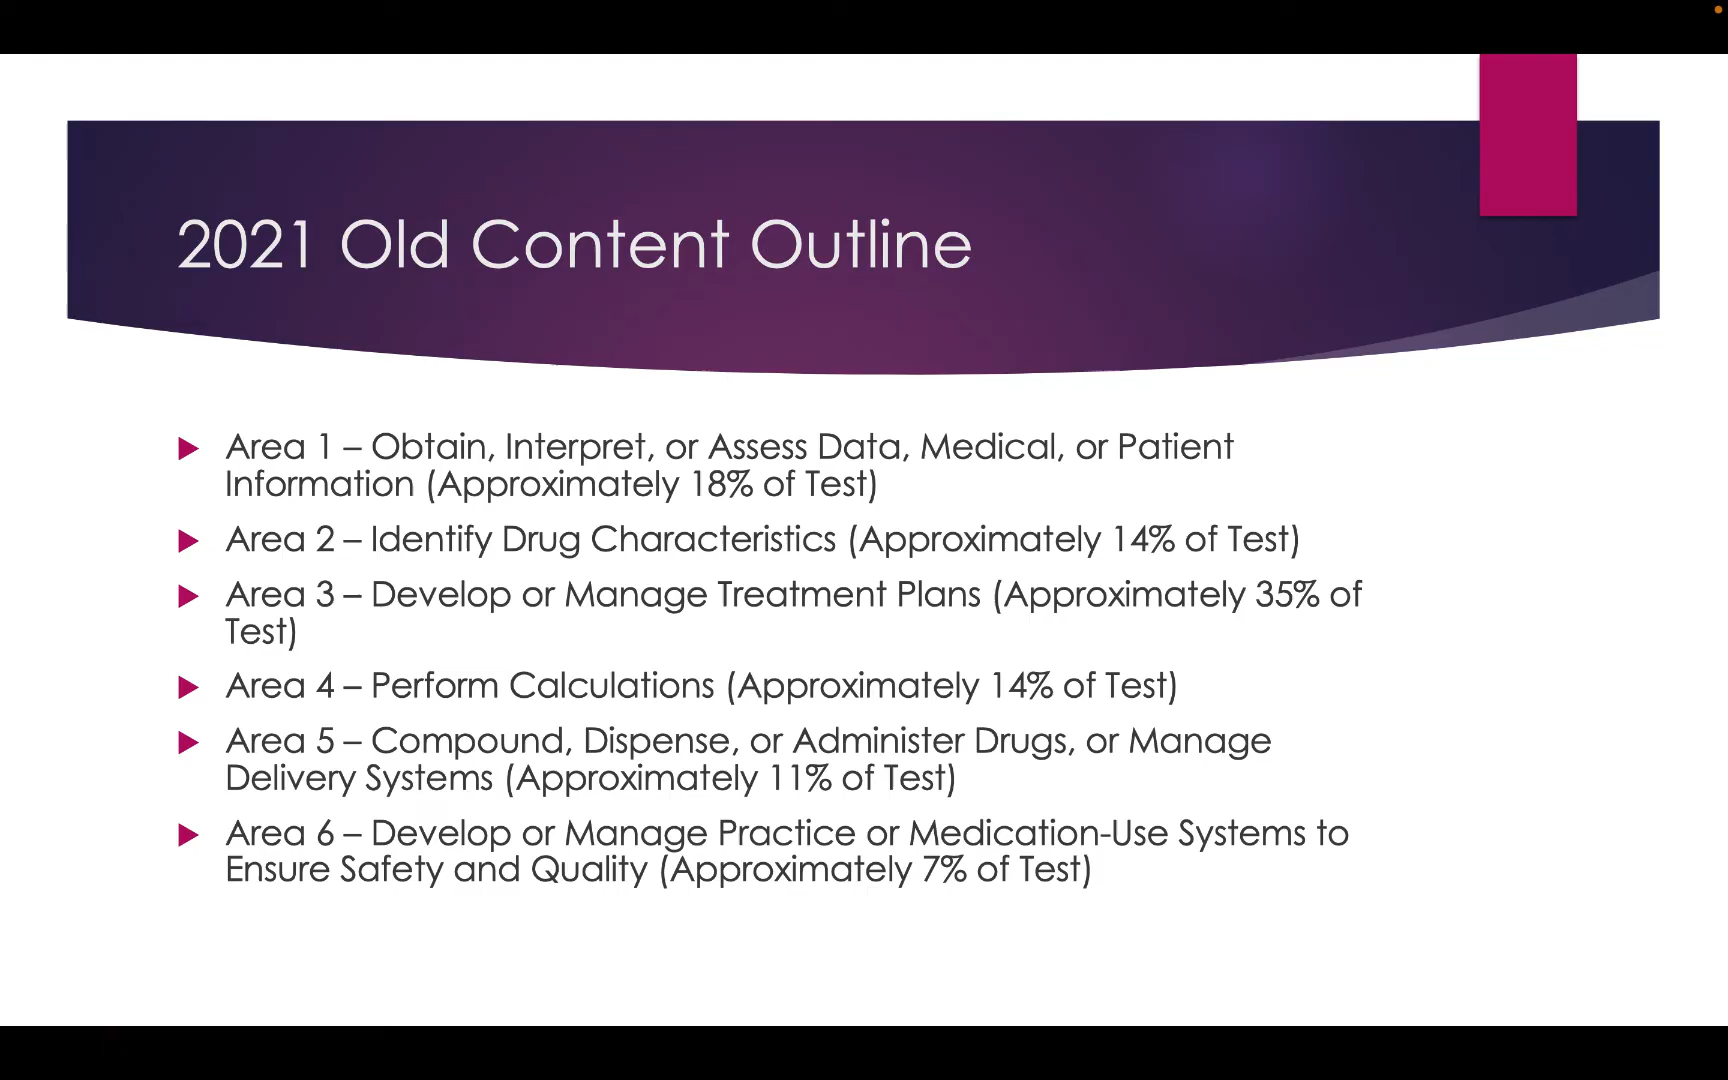 2021 Old Content Outline
Area 1 – Obtain, Interpret, or Assess Data, Medical, or Patient
Information (Approximately 18% of Test)
Area 2 – Identify Drug Characteristics (Approximately 14% of Test)
Area 3 – Develop or Manage Treatment Plans (Approximately 35% of
Test)
Area 4 – Perform Calculations (Approximately 14% of Test)
Area 5 – Compound, Dispense, or Administer Drugs, or Manage
Delivery Systems (Approximately 11% of Test)
Area 6 – Develop or Manage Practice or Medication-Use Systems to
Ensure Safety and Quality (Approximately 7% of Test)